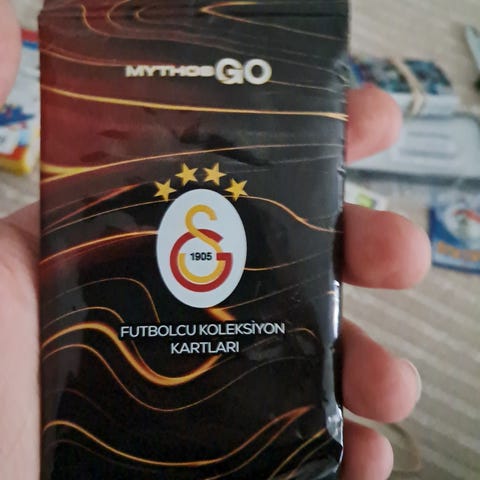 MYTHOS GO
1905
FUTBOLCU KOLEKSİYON
KARTLARI